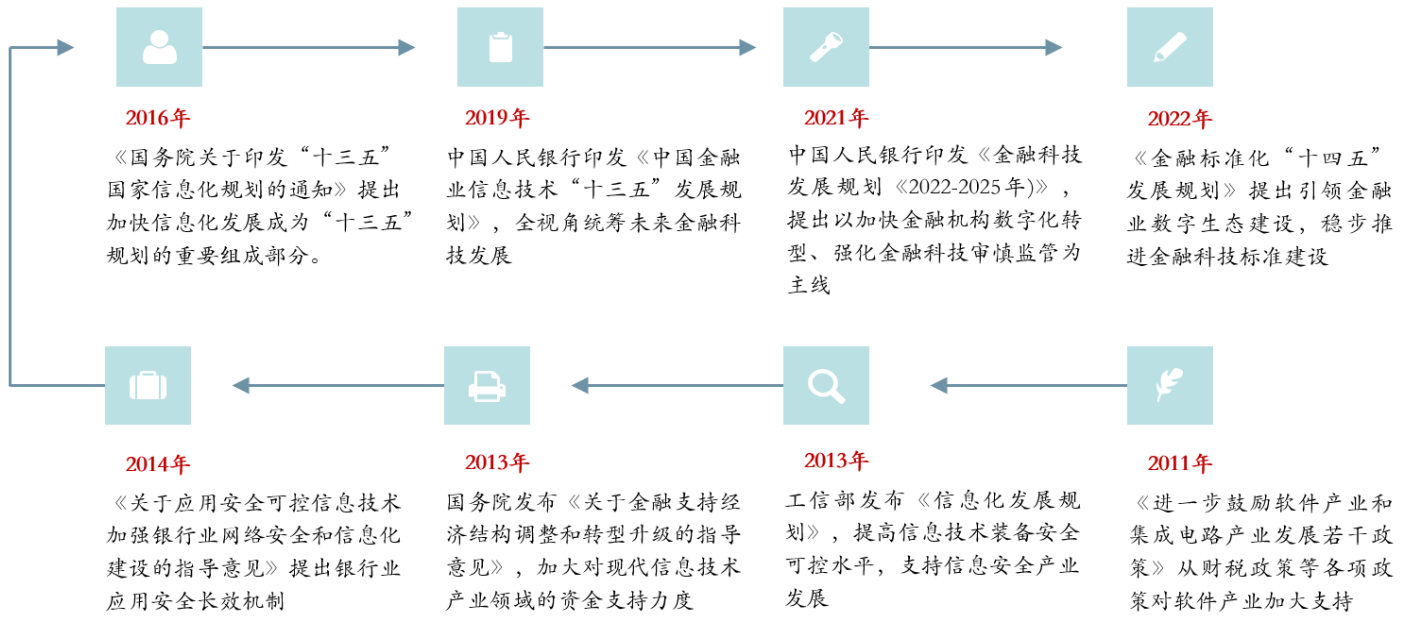 2016年
《国务院关于印发“十三五”
国家信息化规划的通知》提出
加快信息化发展成为“十三五”
规划的重要组成部分。
2019年
中国人民银行印发《中国金融
业信息技术“十三五”发展规
划》，全视角统筹未来金融科
技发展
2021年
中国人民银行印发《金融科技
发展规划《2022-2025年)》，
提出以加快金融机构数字化转
型、强化金融科技审慎监管为
主线
2022年
《金融标准化“十四五”
发展规划》提出引领金融
业数字生态建设，稳步推
进金融科技标准建设
2014年
《关于应用安全可控信息技术
加强银行业网络安全和信息化
建设的指导意见》提出银行业
应用安全长效机制
2013年
国务院发布《关于金融支持经
济结构调整和转型升级的指导
意见》，加大对现代信息技术
产业领域的资金支持力度
2013年
工信部发布《信息化发展规
划》，提高信息技术装备安全
可控水平，支持信息安全产业
发展
2011年
《进一步鼓励软件产业和
集成电路产业发展若干政
策》从财税政策等各项政
策对软件产业加大支持